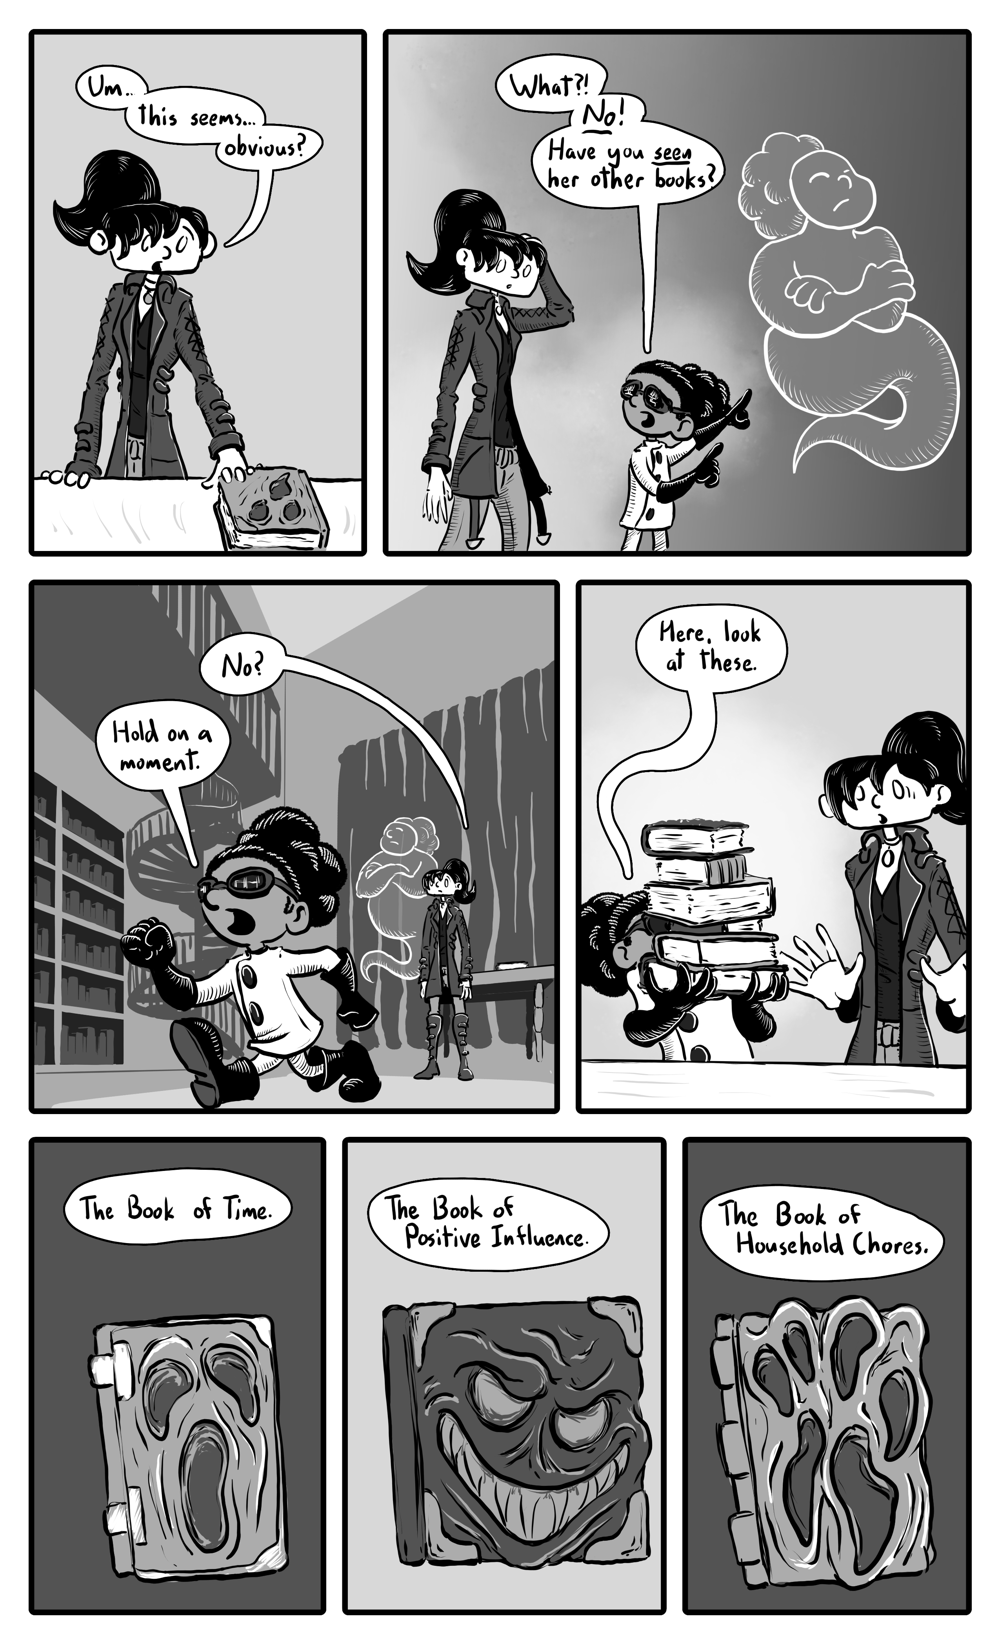 Um..
this seems...
obvious?
What?!
No!
Have you seen
her other books?
No?
Hold on a
moment.
Here, look
at these.
The Book of Time.
The Book of
Positive Influence.
The Book of
Household Chores.